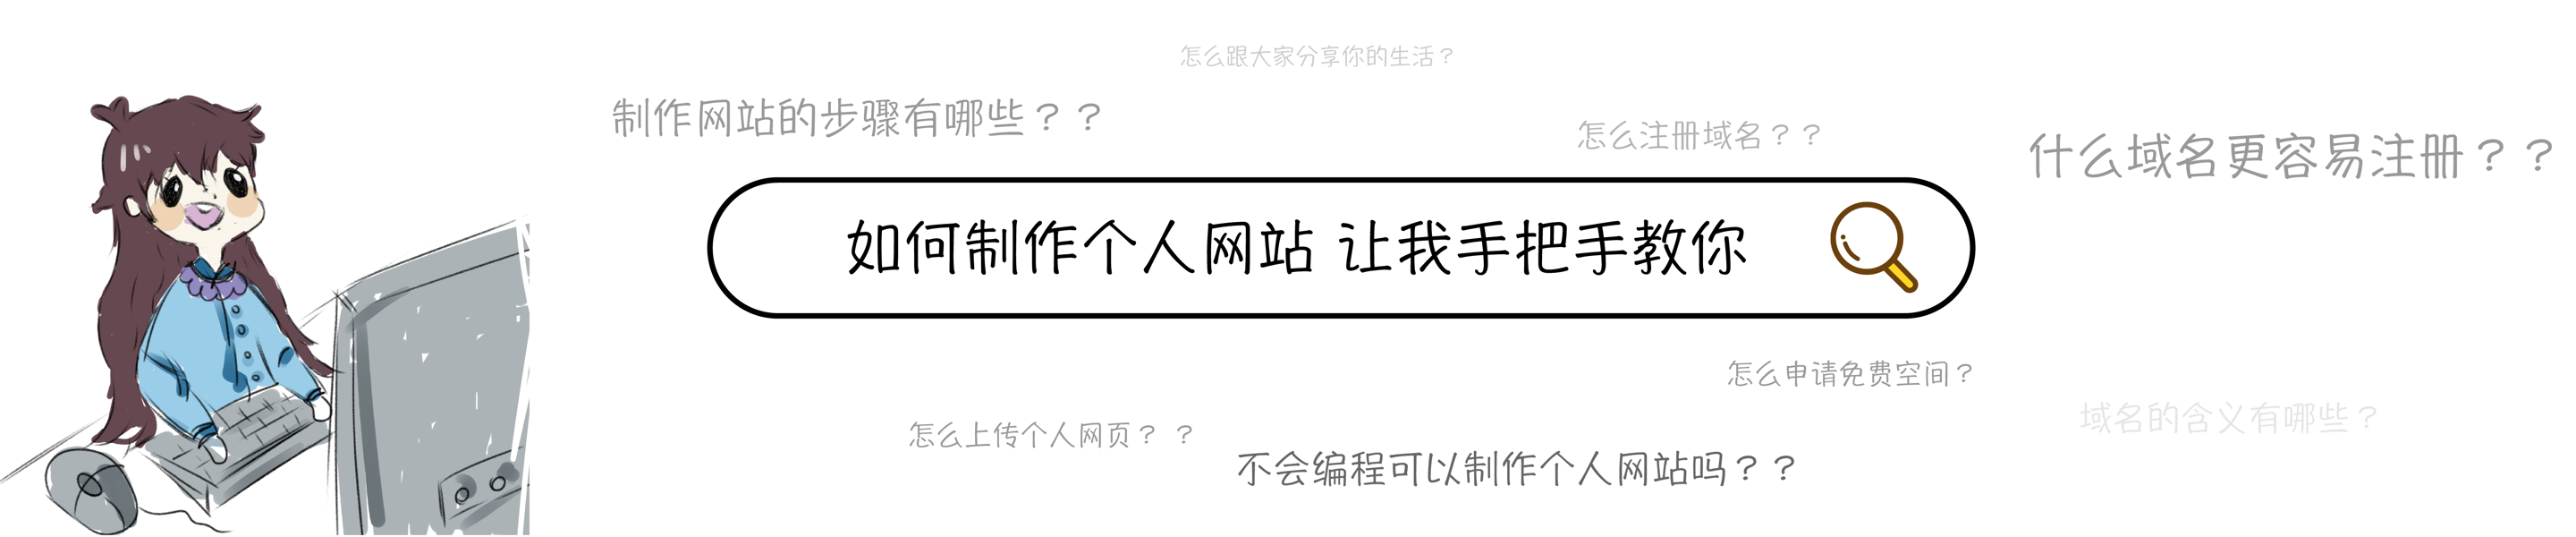 怎么跟大家分享你的生活？
制作网站的步骤有哪些？？
怎么注册域名？？
什么域名更容易注册？？
如何制作个人网站 让我手把手教你
怎么申请免费空间？
域名的含义有哪些？
怎么上传个人网页？ ？
不会编程可以制作个人网站吗？？